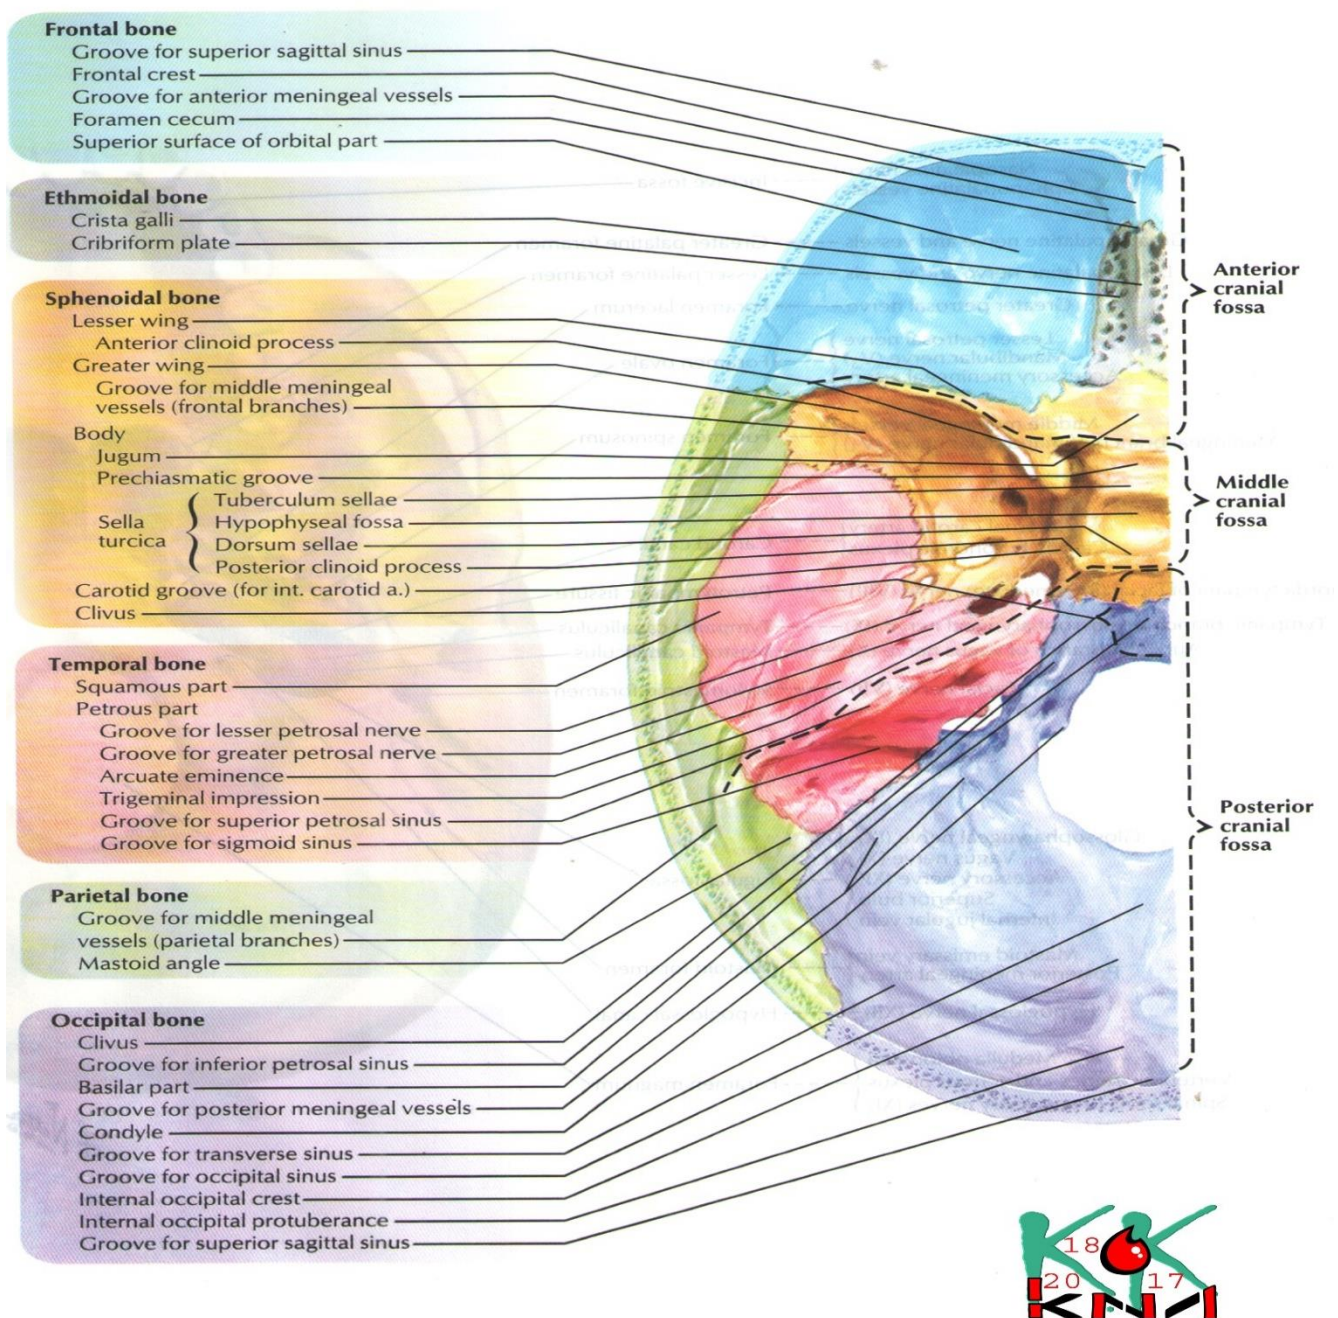 Frontal bone
Groove for superior sagittal sinus
Frontal crest
Groove for anterior meningeal vessels
Foramen cecum
Superior surface of orbital part
Ethmoidal bone
Crista galli
Cribriform plate
Sphenoidal bone
Lesser wing
Anterior clinoid process
Greater wing
Groove for middle meningeal
vessels (frontal branches)
Body
Jugum
Prechiasmatic groove
Sella
turcica
Tuberculum sellae
Hypophyseal fossa
Dorsum sellae
Posterior clinoid process
Carotid groove (for int. carotid a.)
Clivus
Temporal bone
Squamous part
Petrous part
Groove for lesser petrosal nerve
Groove for greater petrosal nerve
Arcuate eminence
Trigeminal impression
Groove for superior petrosal sinus
Groove for sigmoid sinus
Parietal bone
Groove for middle meningeal
vessels (parietal branches)
Mastoid angle
Occipital bone
Clivus
Groove for inferior petrosal sinus
Basilar part
Groove for posterior meningeal vessels
Condyle
Groove for transverse sinus
Groove for occipital sinus
Internal occipital crest
Internal occipital protuberance
Groove for superior sagittal sinus
Anterior
cranial
fossa
Middle
cranial
fossa
Posterior
cranial
fossa
18
20 17